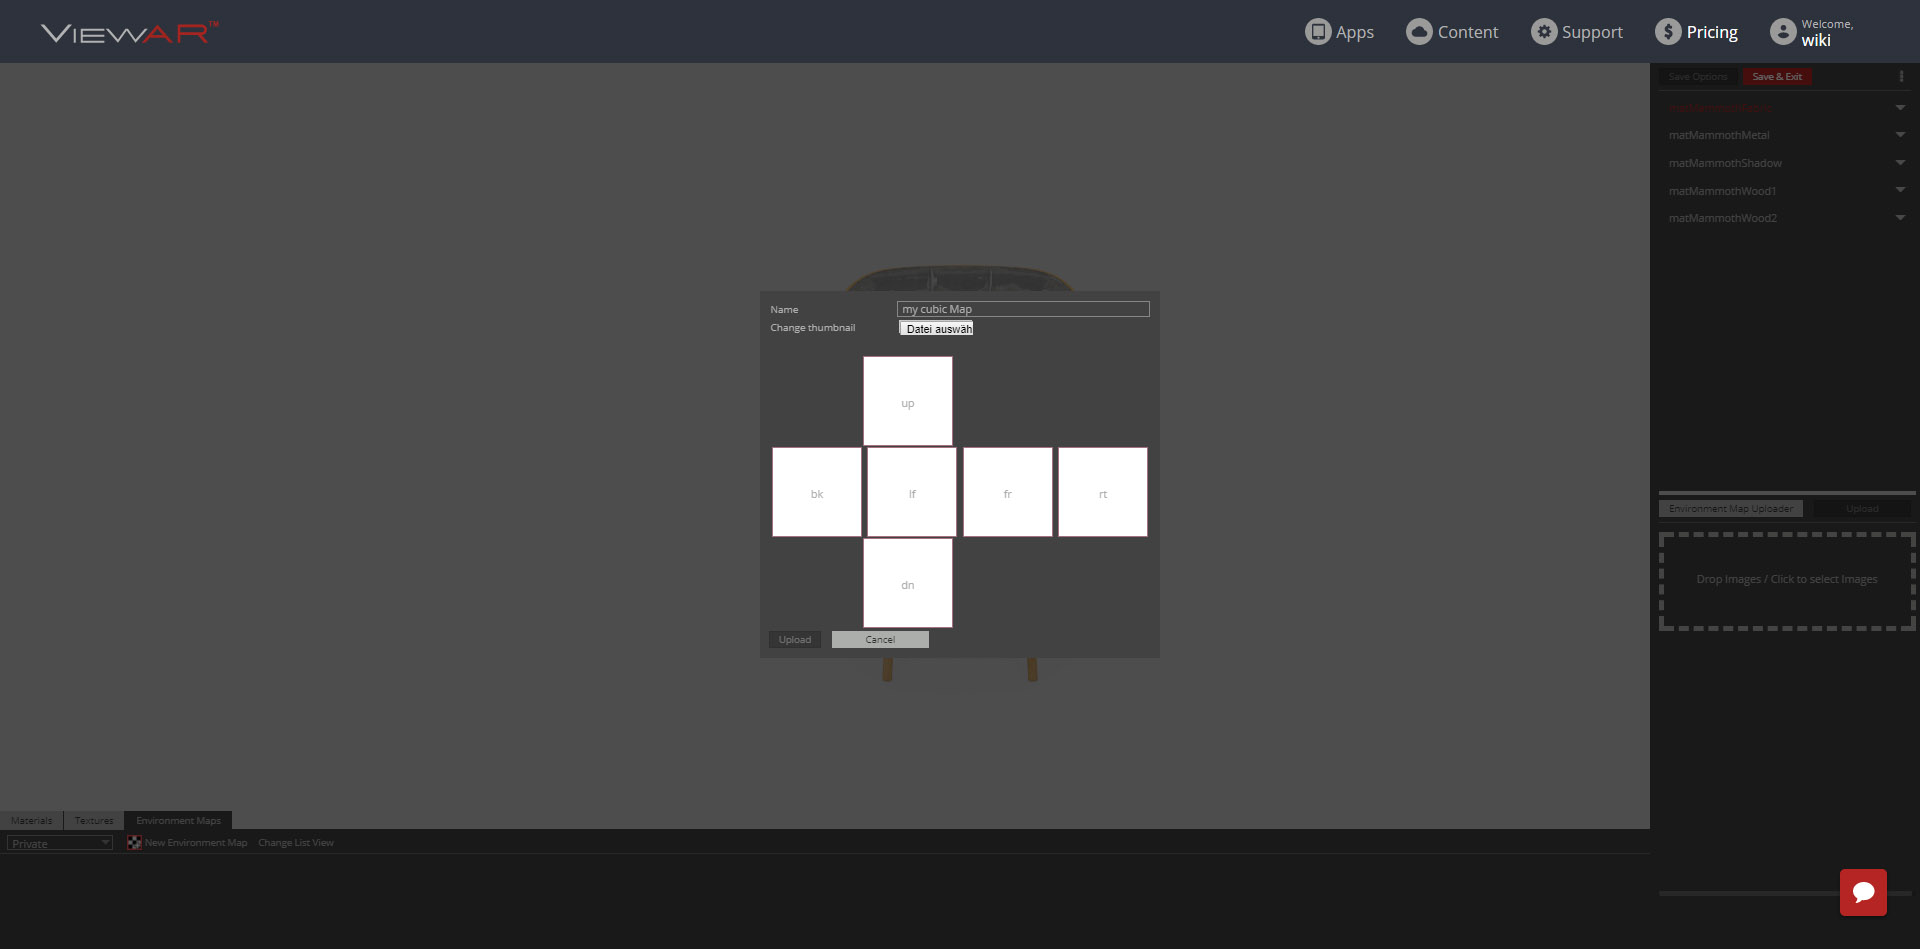 VIEWAR™
Apps
Content
Support
Pricing
Welcome,
wiki
Save Options
Save & Exit
matMammothMetal
matMammothShadow
matMammothWood1
matMammothWood2
Name
my cubic Map
Change thumbnail
Datei auswäh
up
bk
lf
fr
rt
dn
Upload
Cancel
Environment Map Uploader
Upload
Drop Images / Click to select Images
Materials
Textures
Environment Maps
Private
New Environment Map
Change List View